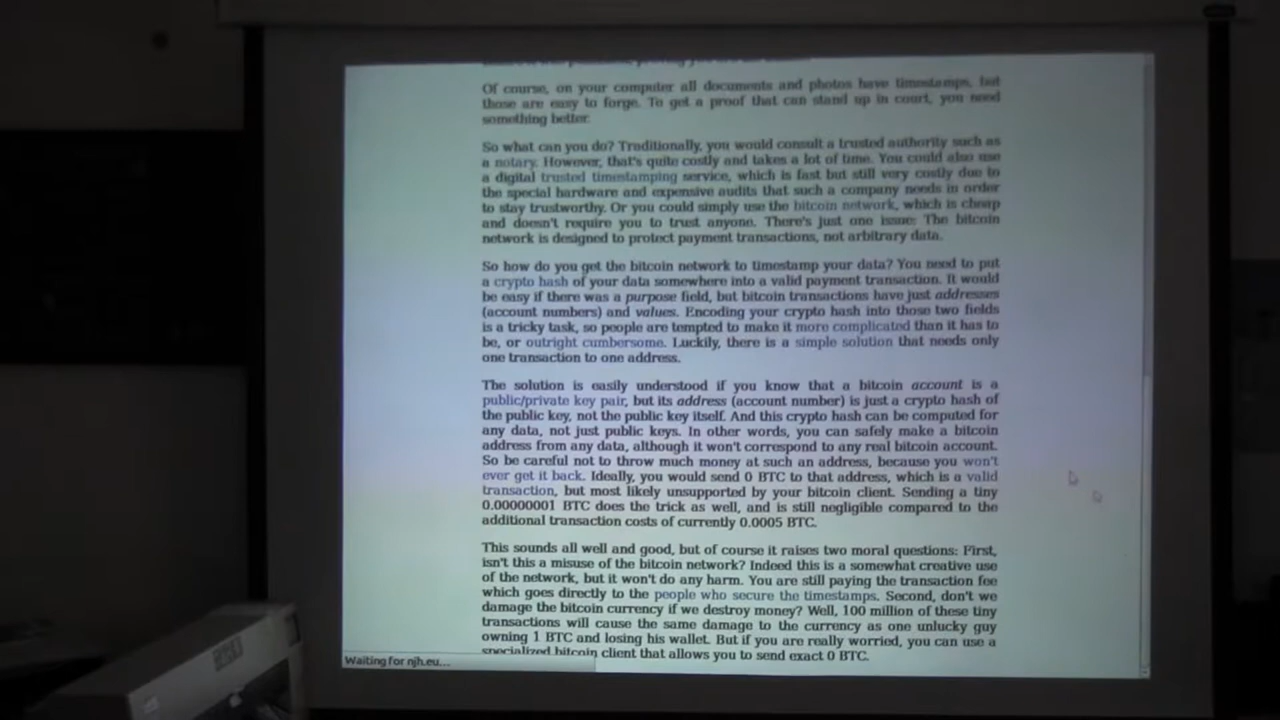 Of course, on your computer all documents and photos have timestamps, but
those are easy to forge. To get a proof that can stand up in court, you need
something better.
So what can you do? Traditionally, you would consult a trusted authority such as
a notary. However, that's quite costly and takes a lot of time. You could also use
a digital trusted timestamping service, which is fast but still very costly due to
the special hardware and expensive audits that such a company needs in order
to stay trustworthy. Or you could simply use the bitcoin network, which is cheap
and doesn't require you to trust anyone. There's just one issue: The bitcoin
network is designed to protect payment transactions, not arbitrary data.
So how do you get the bitcoin network to timestamp your data? You need to put
a crypto hash of your data somewhere into a valid payment transaction. It would
be easy if there was a purpose field, but bitcoin transactions have just addresses
(account numbers) and values. Encoding your crypto hash into those two fields
is a tricky task, so people are tempted to make it more complicated than it has to
be, or outright cumbersome. Luckily, there is a simple solution that needs only
one transaction to one address.
The solution is easily understood if you know that a bitcoin account is a
public/private key pair, but its address (account number) is just a crypto hash of
the public key, not the public key itself. And this crypto hash can be computed for
any data, not just public keys. In other words, you can safely make a bitcoin
address from any data, although it won't correspond to any real bitcoin account.
So be careful not to throw much money at such an address, because you won't
ever get it back. Ideally, you would send 0 BTC to that address, which is a valid
transaction, but most likely unsupported by your bitcoin client. Sending a tiny
0.00000001 BTC does the trick as well, and is still negligible compared to the
additional transaction costs of currently 0.0005 BTC.
This sounds all well and good, but of course it raises two moral questions: First,
isn't this a misuse of the bitcoin network? Indeed this is a somewhat creative use
of the network, but it won't do any harm. You are still paying the transaction fee
which goes directly to the people who secure the timestamps. Second, don't we
damage the bitcoin currency if we destroy money? Well, 100 million of these tiny
transactions will cause the same damage to the currency as one unlucky guy
owning 1 BTC and losing his wallet. But if you are really worried, you can use a
specialized bitcoin client that allows you to send exact 0 BTC.
Waiting for njh.eu...